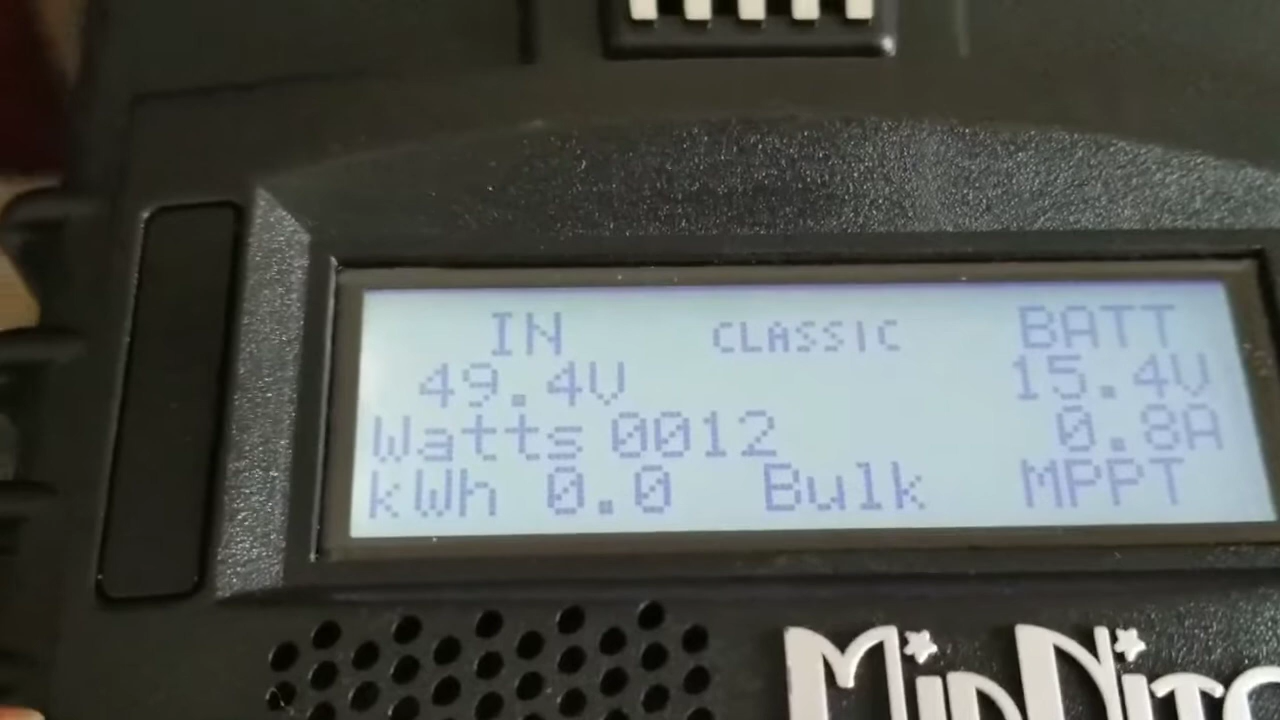 IN CLASSIC BATT
49.4V 15.4V
Watts 0012 0.8A
kWh 0.0 Bulk MPPT